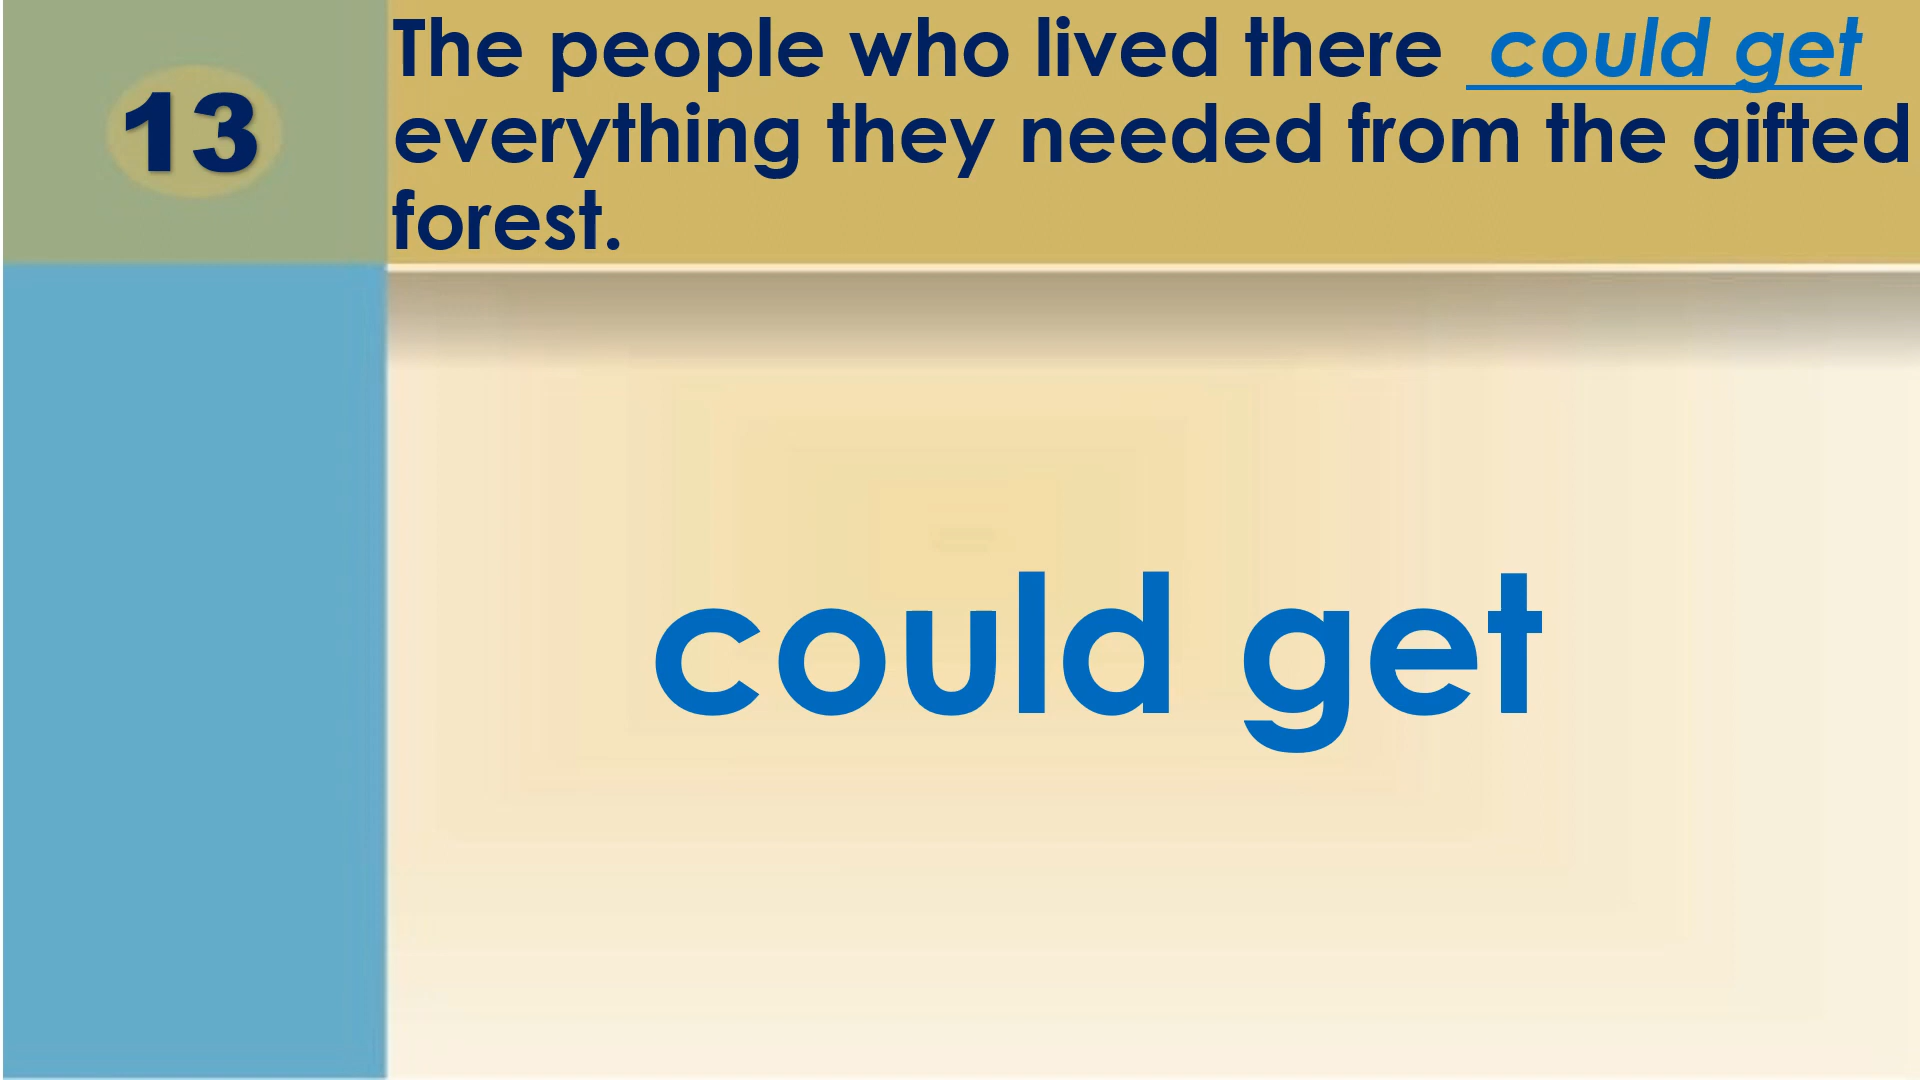 13
The people who lived there could get
everything they needed from the gifted
forest.
could get